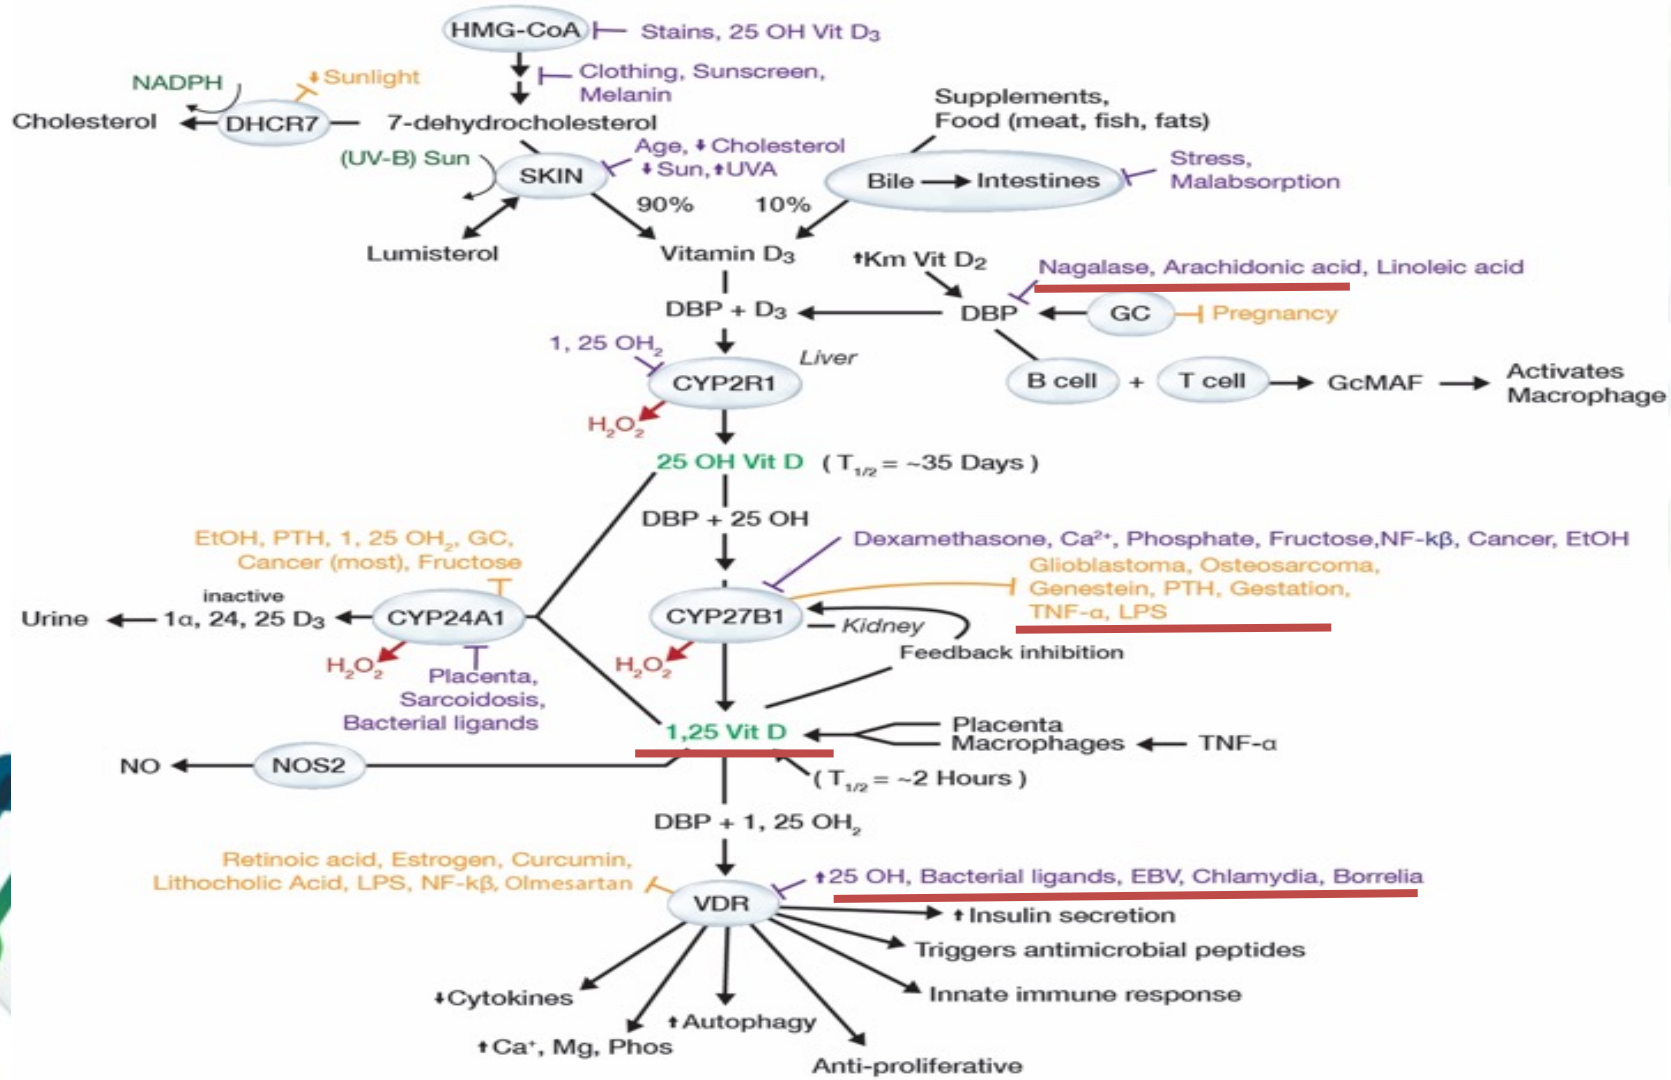 HMG-CoA
Stains, 25 OH Vit D₃
Clothing, Sunscreen,
Melanin
NADPH
Sunlight
Cholesterol
DHCR7
7-dehydrocholesterol
Supplements,
Food (meat, fish, fats)
(UV-B) Sun
SKIN
Age, ↓Cholesterol
↓Sun,↑UVA
Bile
Intestines
Stress,
Malabsorption
90%
10%
Lumisterol
Vitamin D₃
↑Km Vit D₂
Nagalase, Arachidonic acid, Linoleic acid
DBP + D₃
DBP
GC
Pregnancy
1, 25 OH₂
Liver
CYP2R1
B cell
+
T cell
GcMAF
Activates
Macrophage
H₂O₂
25 OH Vit D
( T₁/₂ = ~35 Days )
DBP + 25 OH
EtOH, PTH, 1, 25 OH₂, GC,
Cancer (most), Fructose
Dexamethasone, Ca²⁺, Phosphate, Fructose,NF-kβ, Cancer, EtOH
Glioblastoma, Osteosarcoma,
Genestein, PTH, Gestation,
TNF-α, LPS
Urine
inactive
1α, 24, 25 D₃
CYP24A1
CYP27B1
Kidney
H₂O₂
H₂O₂
Feedback inhibition
Placenta,
Sarcoidosis,
Bacterial ligands
1,25 Vit D
Placenta
Macrophages
TNF-α
NO
NOS2
( T₁/₂ = ~2 Hours )
DBP + 1, 25 OH₂
Retinoic acid, Estrogen, Curcumin,
Lithocholic Acid, LPS, NF-kβ, Olmesartan
VDR
↑25 OH, Bacterial ligands, EBV, Chlamydia, Borrelia
↑Insulin secretion
Triggers antimicrobial peptides
Innate immune response
↓Cytokines
↑Autophagy
↑Ca⁺, Mg, Phos
Anti-proliferative